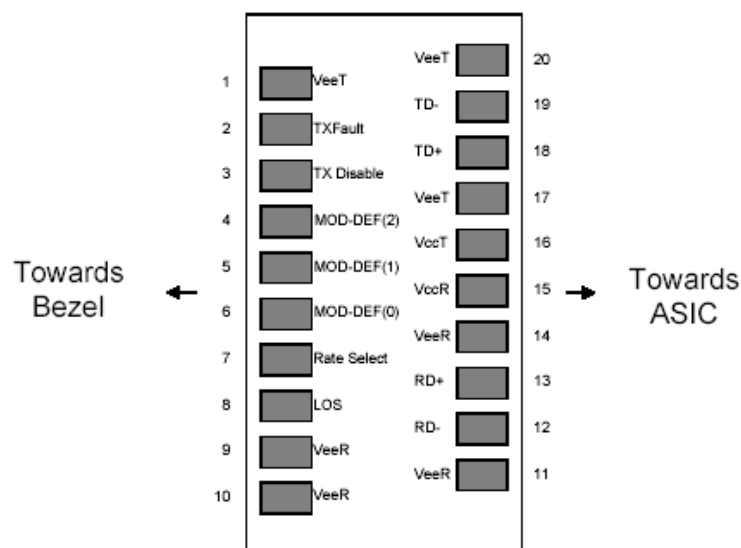 VeeT 20
1 VeeT
TD- 19
2 TXFault
TD+ 18
3 TX Disable
VeeT 17
4 MOD-DEF(2)
VccT 16
5 MOD-DEF(1)
Towards
Bezel
VccR 15
Towards
ASIC
6 MOD-DEF(0)
VeeR 14
7 Rate Select
RD+ 13
8 LOS
RD- 12
9 VeeR
VeeR 11
10 VeeR